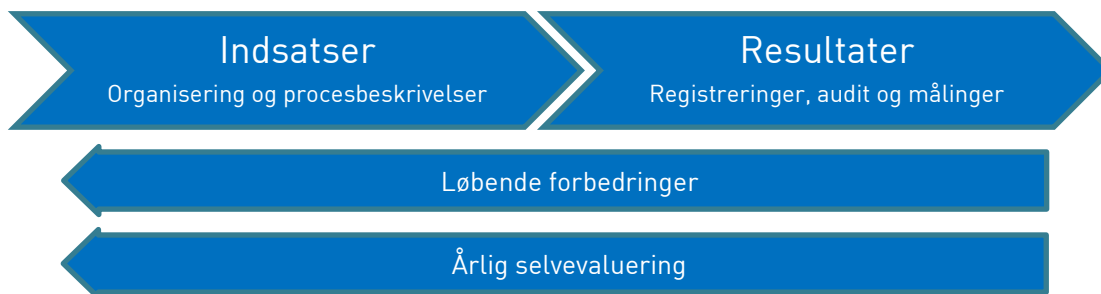 Indsatser
Organisering og procesbeskrivelser
Resultater
Registreringer, audit og målinger
Løbende forbedringer
Årlig selvevaluering